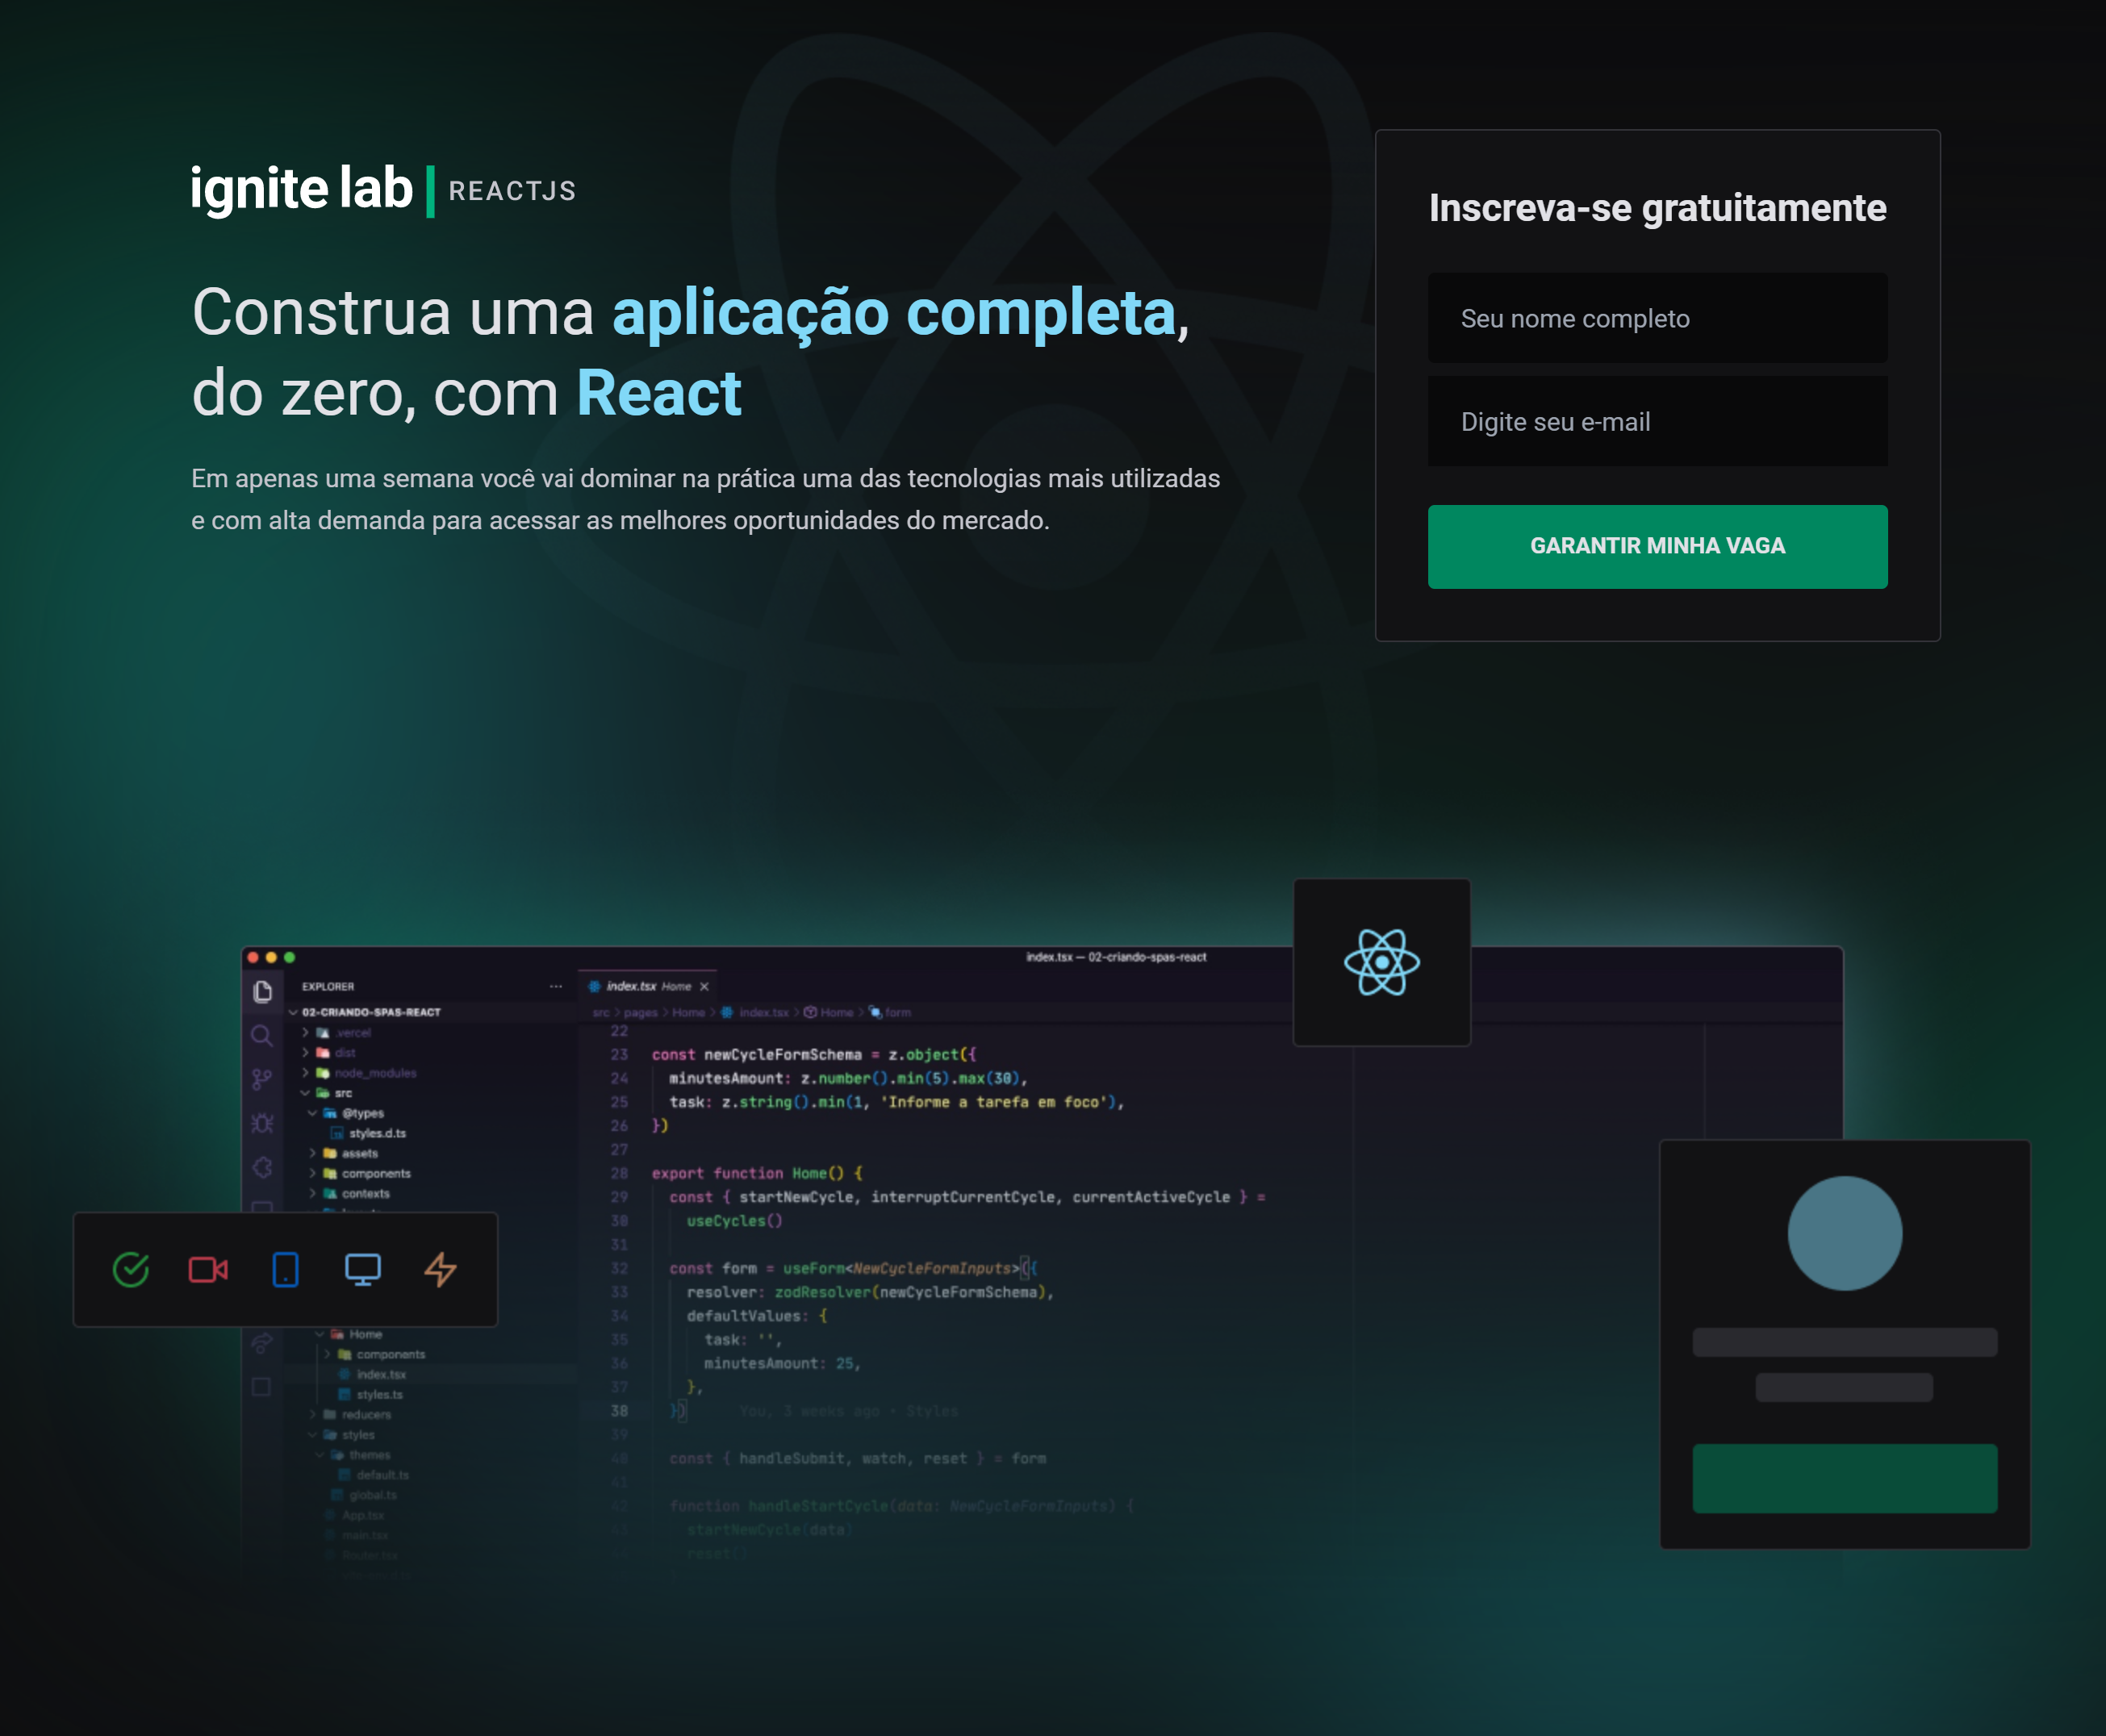 ignite lab | REACTJS
Construa uma aplicação completa,
do zero, com React
Em apenas uma semana você vai dominar na prática uma das tecnologias mais utilizadas
e com alta demanda para acessar as melhores oportunidades do mercado.
Inscreva-se gratuitamente
Seu nome completo
Digite seu e-mail
GARANTIR MINHA VAGA
index.tsx — 02-criando-spas-react
EXPLORER
02-CRIANDO-SPAS-REACT
.vercel
dist
node_modules
src
@types
styles.d.ts
assets
components
contexts
Home
components
index.tsx
styles.ts
reducers
styles
themes
default.ts
global.ts
App.tsx
main.tsx
Router.tsx
index.tsx Home
src > pages > Home > index.tsx > Home > form
22
23 const newCycleFormSchema = z.object({
24 minutesAmount: z.number().min(5).max(30),
25 task: z.string().min(1, 'Informe a tarefa em foco'),
26 })
27
28 export function Home() {
29 const { startNewCycle, interruptCurrentCycle, currentActiveCycle } =
30 useCycles()
31
32 const form = useForm<NewCycleFormInputs>({
33 resolver: zodResolver(newCycleFormSchema),
34 defaultValues: {
35 task: '',
36 minutesAmount: 25,
37 },
38 }) You, 3 weeks ago • Styles
39
40 const { handleSubmit, watch, reset } = form
41
42 function handleStartCycle(data: NewCycleFormInputs) {
43 startNewCycle(data)
44 reset()